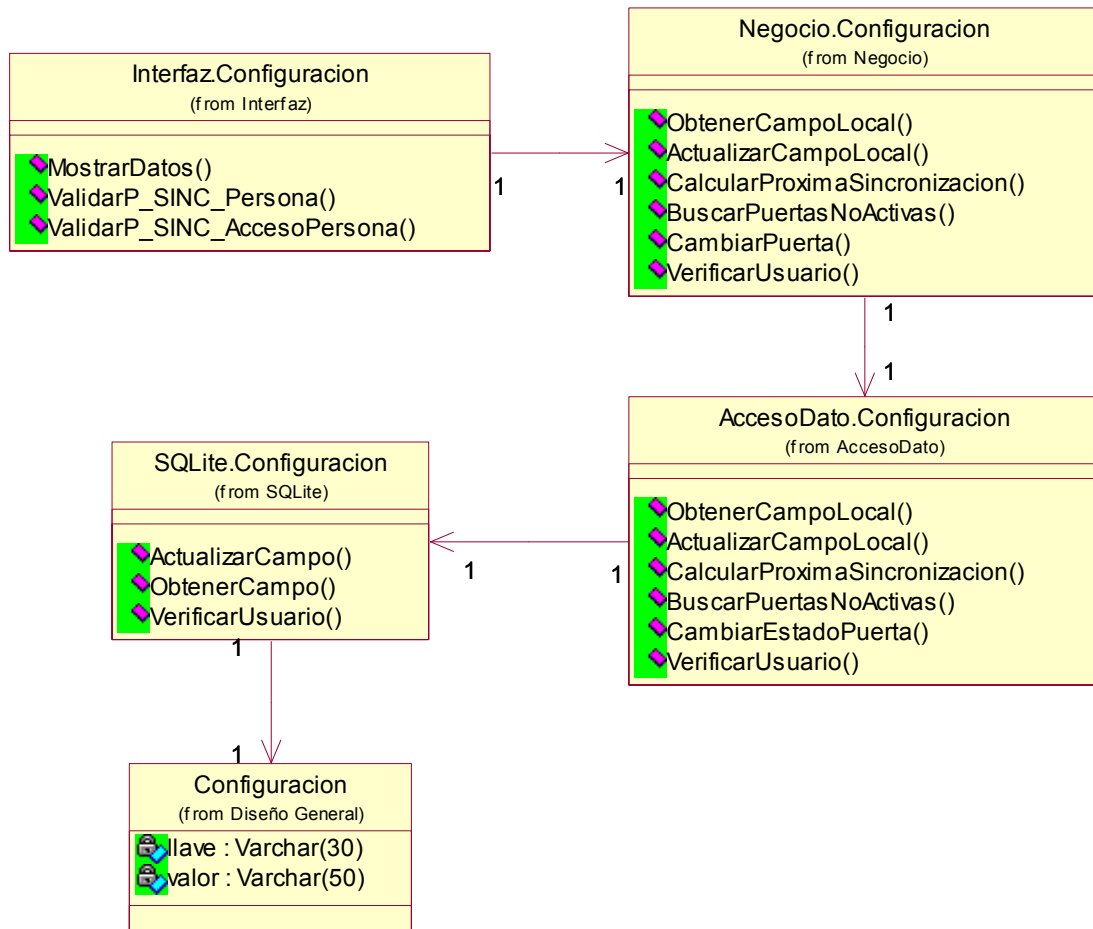 Interfaz.Configuracion
(from Interfaz)
MostrarDatos()
ValidarP_SINC_Persona()
ValidarP_SINC_AccesoPersona()
1
1
Negocio.Configuracion
(from Negocio)
ObtenerCampoLocal()
ActualizarCampoLocal()
CalcularProximaSincronizacion()
BuscarPuertasNoActivas()
CambiarPuerta()
VerificarUsuario()
1
1
AccesoDato.Configuracion
(from AccesoDato)
ObtenerCampoLocal()
ActualizarCampoLocal()
CalcularProximaSincronizacion()
BuscarPuertasNoActivas()
CambiarEstadoPuerta()
VerificarUsuario()
1
1
SQLite.Configuracion
(from SQLite)
ActualizarCampo()
ObtenerCampo()
VerificarUsuario()
1
1
Configuracion
(from Diseño General)
llave : Varchar(30)
valor : Varchar(50)